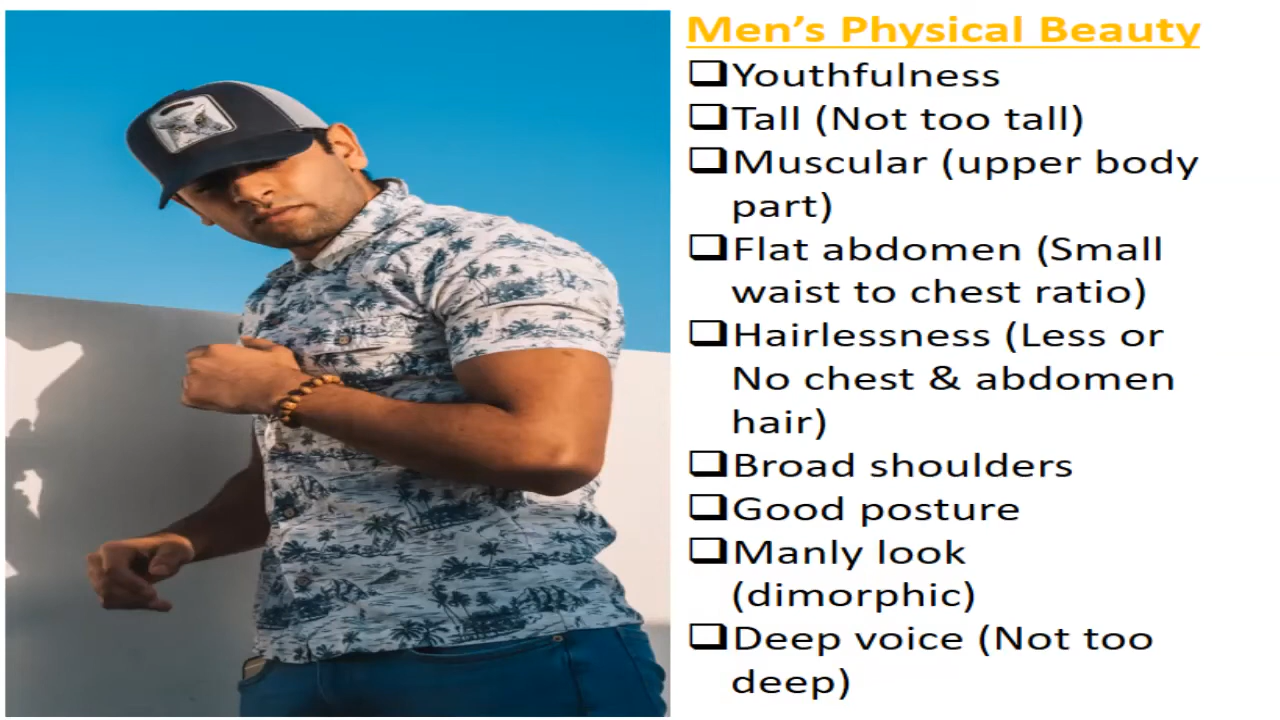 Men’s Physical Beauty
❑Youthfulness
❑Tall (Not too tall)
❑Muscular (upper body
part)
❑Flat abdomen (Small
waist to chest ratio)
❑Hairlessness (Less or
No chest & abdomen
hair)
❑Broad shoulders
❑Good posture
❑Manly look
(dimorphic)
❑Deep voice (Not too
deep)